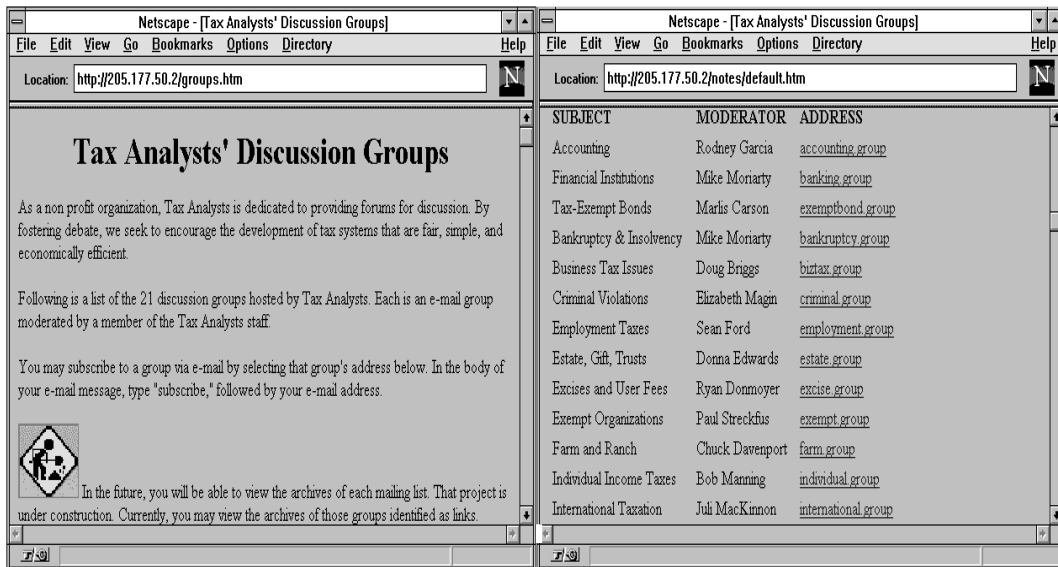 Netscape - [Tax Analysts' Discussion Groups]
File Edit View Go Bookmarks Options Directory Help
Location: http://205.177.50.2/groups.htm
N
Tax Analysts' Discussion Groups
As a non profit organization, Tax Analysts is dedicated to providing forums for discussion. By
fostering debate, we seek to encourage the development of tax systems that are fair, simple, and
economically efficient.
Following is a list of the 21 discussion groups hosted by Tax Analysts. Each is an e-mail group
moderated by a member of the Tax Analysts staff.
You may subscribe to a group via e-mail by selecting that group's address below. In the body of
your e-mail message, type "subscribe," followed by your e-mail address.
In the future, you will be able to view the archives of each mailing list. That project is
under construction. Currently, you may view the archives of those groups identified as links.
Netscape - [Tax Analysts' Discussion Groups]
File Edit View Go Bookmarks Options Directory Help
Location: http://205.177.50.2/notes/default.htm
N
SUBJECT MODERATOR ADDRESS
Accounting Rodney Garcia accounting.group
Financial Institutions Mike Moriarty banking.group
Tax-Exempt Bonds Marlis Carson exemptbond.group
Bankruptcy & Insolvency Mike Moriarty bankruptcy.group
Business Tax Issues Doug Briggs biztax.group
Criminal Violations Elizabeth Magin criminal.group
Employment Taxes Sean Ford employment.group
Estate, Gift, Trusts Donna Edwards estate.group
Excises and User Fees Ryan Donmoyer excise.group
Exempt Organizations Paul Streckfus exempt.group
Farm and Ranch Chuck Davenport farm.group
Individual Income Taxes Bob Manning individual.group
International Taxation Juli MacKinnon international.group